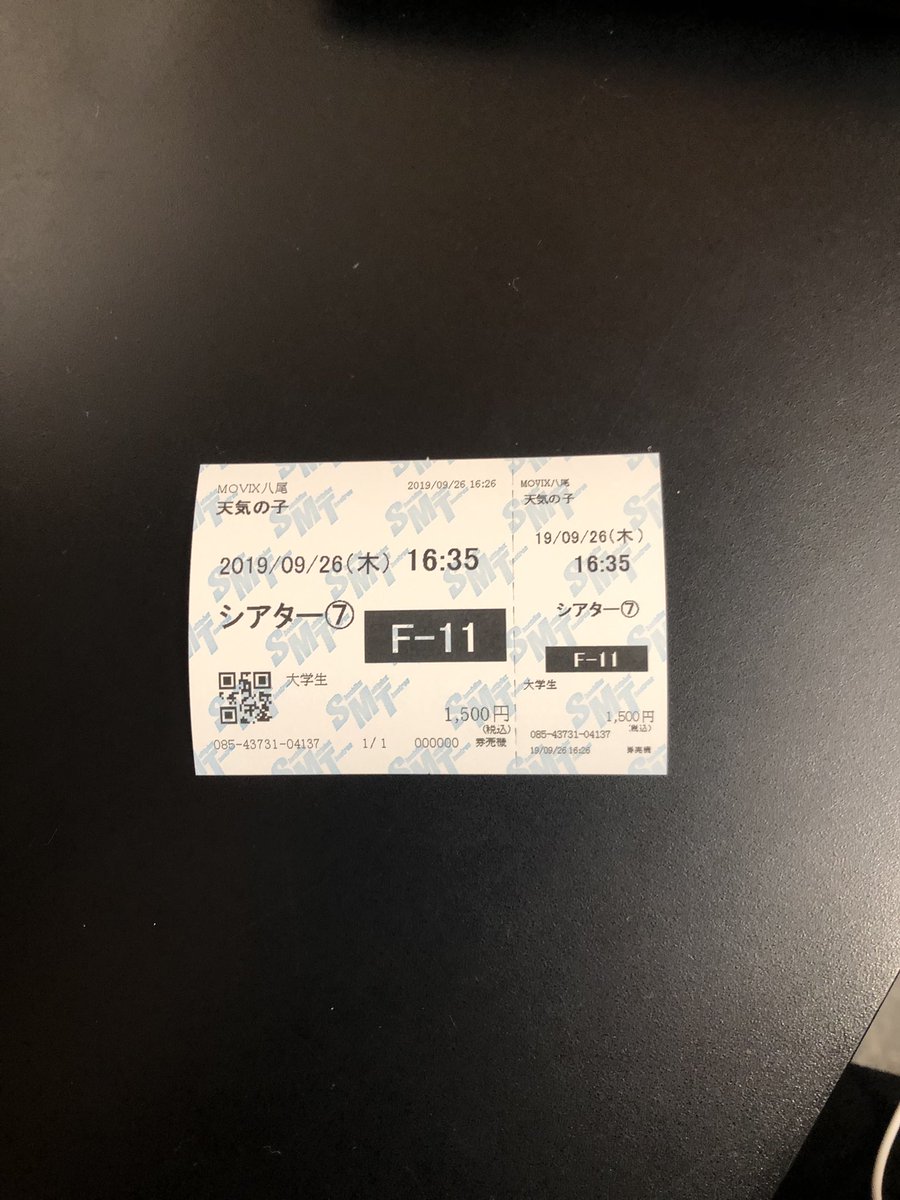 MOVIX八尾
2019/09/26 16:26
天気の子
2019/09/26(木) 16:35
シアター⑦
F-11
大学生
1,500円
(税込)
085-43731-04137 1/1 000000 券売機
MOVIX八尾
天気の子
19/09/26(木)
16:35
シアター⑦
F-11
大学生
1,500円
(税込)
085-43731-04137
19/09/26 16:26 券売機
SMT